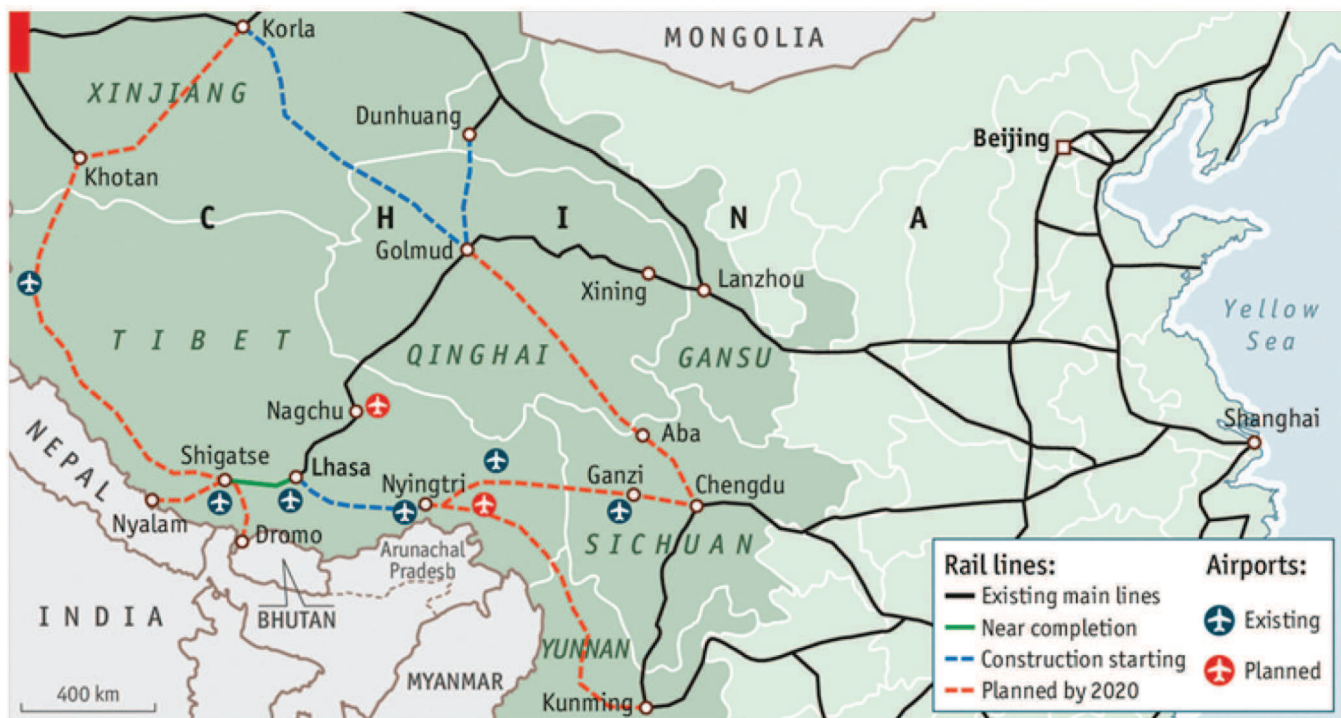 Korla
MONGOLIA
XINJIANG
Dunhuang
Beijing
Khotan
C H I N A
Golmud
Xining
Lanzhou
Yellow
Sea
TIBET
QINGHAI
GANSU
Nagchu
Aba
Shanghai
NEPAL
Shigatse
Lhasa
Nyingtri
Ganzi
Chengdu
Nyalam
Dromo
SICHUAN
Arunachal
Pradesb
INDIA
BHUTAN
YUNNAN
MYANMAR
Kunming
400 km
Rail lines:
Existing main lines
Near completion
Construction starting
Planned by 2020
Airports:
Existing
Planned